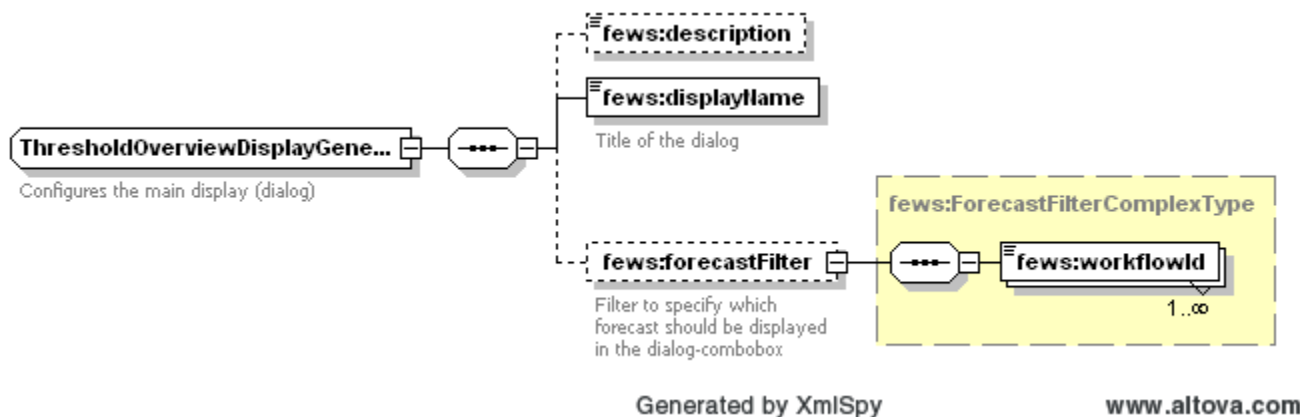 fews:description
fews:displayName
Title of the dialog
ThresholdOverviewDisplayGene...
Configures the main display (dialog)
fews:ForecastFilterComplexType
fews:forecastFilter
fews:workflowId
1..∞
Filter to specify which
forecast should be displayed
in the dialog-combobox
Generated by XmlSpy
www.altova.com